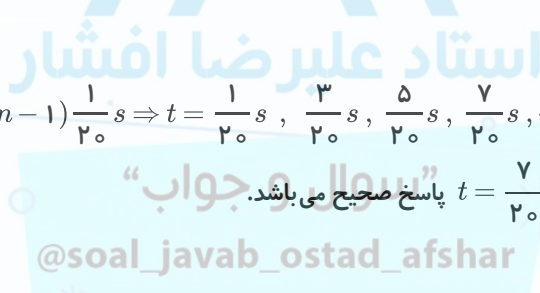 استاد علیرضا افشار
n − ۱) ۱/۲۰ s ⇒ t = ۱/۲۰ s , ۳/۲۰ s , ۵/۲۰ s , ۷/۲۰ s ,
t = ۷/۲۰ پاسخ صحیح می‌باشد.
“سوال و جواب”
@soal_javab_ostad_afshar